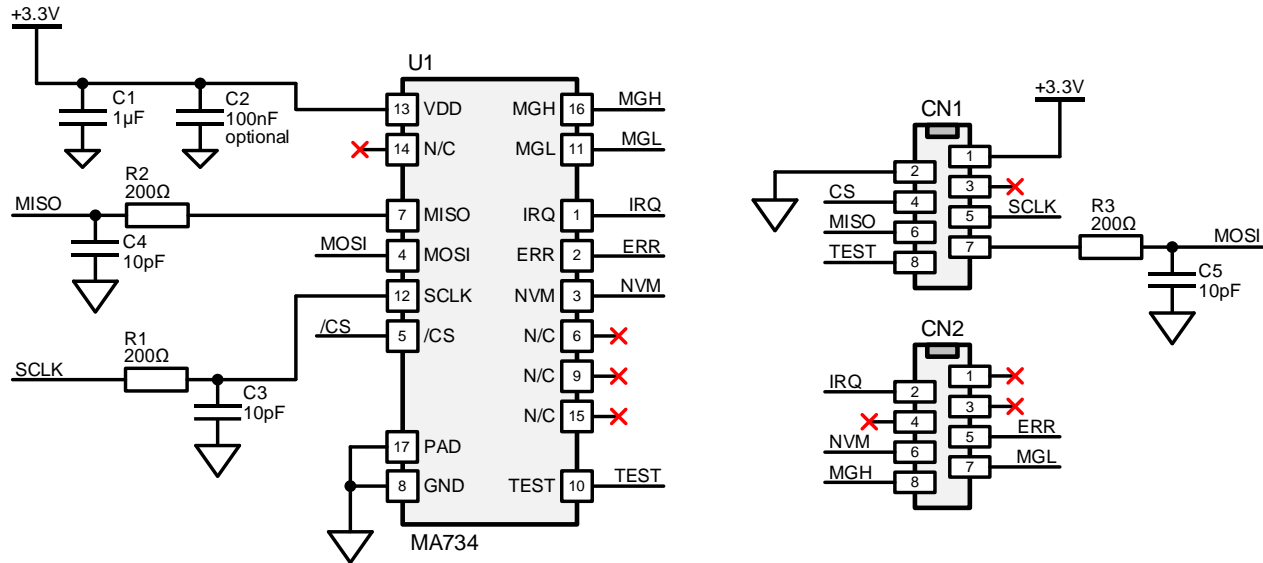 +3.3V
C1
1µF
C2
100nF
optional
R2
200Ω
MISO
C4
10pF
R1
200Ω
SCLK
C3
10pF
MOSI
/CS
U1
13 VDD
14 N/C
7 MISO
4 MOSI
12 SCLK
5 /CS
17 PAD
8 GND
MGH 16 MGH
MGL 11 MGL
IRQ 1 IRQ
ERR 2 ERR
NVM 3 NVM
N/C 6
N/C 9
N/C 15
TEST 10 TEST
MA734
+3.3V
CN1
1
2
3
CS 4
5 SCLK
MISO 6
7
TEST 8
R3
200Ω
MOSI
C5
10pF
CN2
1
IRQ 2
3
4
5 ERR
NVM 6
7 MGL
MGH 8